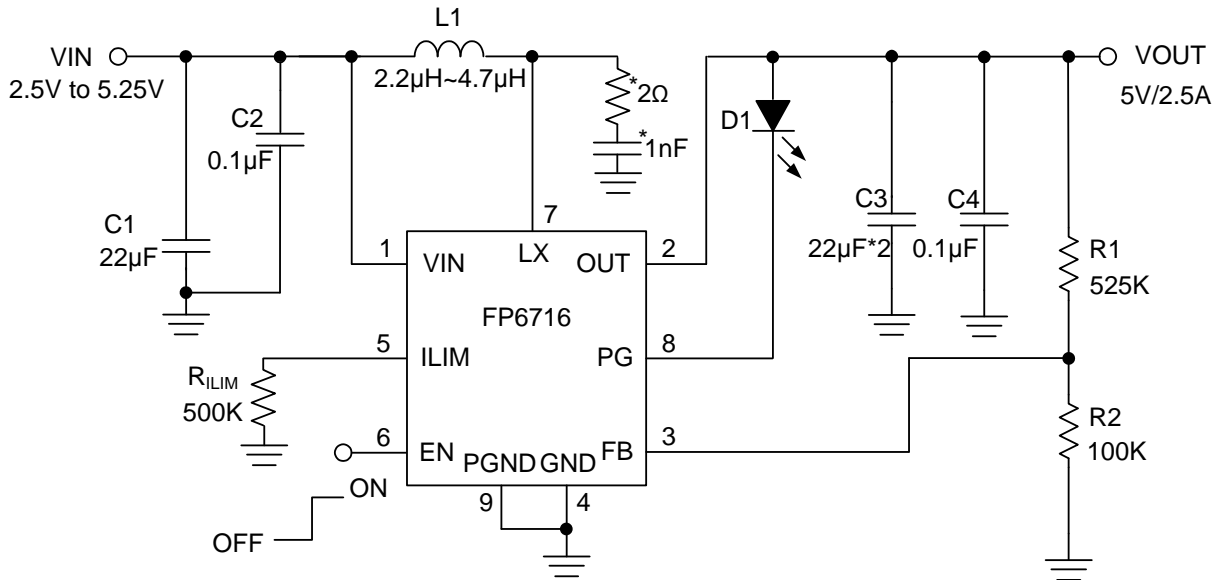 L1
VIN
2.5V to 5.25V
2.2µH~4.7µH
*2Ω
*1nF
VOUT
5V/2.5A
C2
0.1µF
D1
C1
22µF
C3
22µF*2
C4
0.1µF
R1
525K
7
1
VIN
LX
OUT
2
FP6716
5
ILIM
PG
8
RILIM
500K
6
EN
FB
3
R2
100K
PGND
GND
ON
9
4
OFF